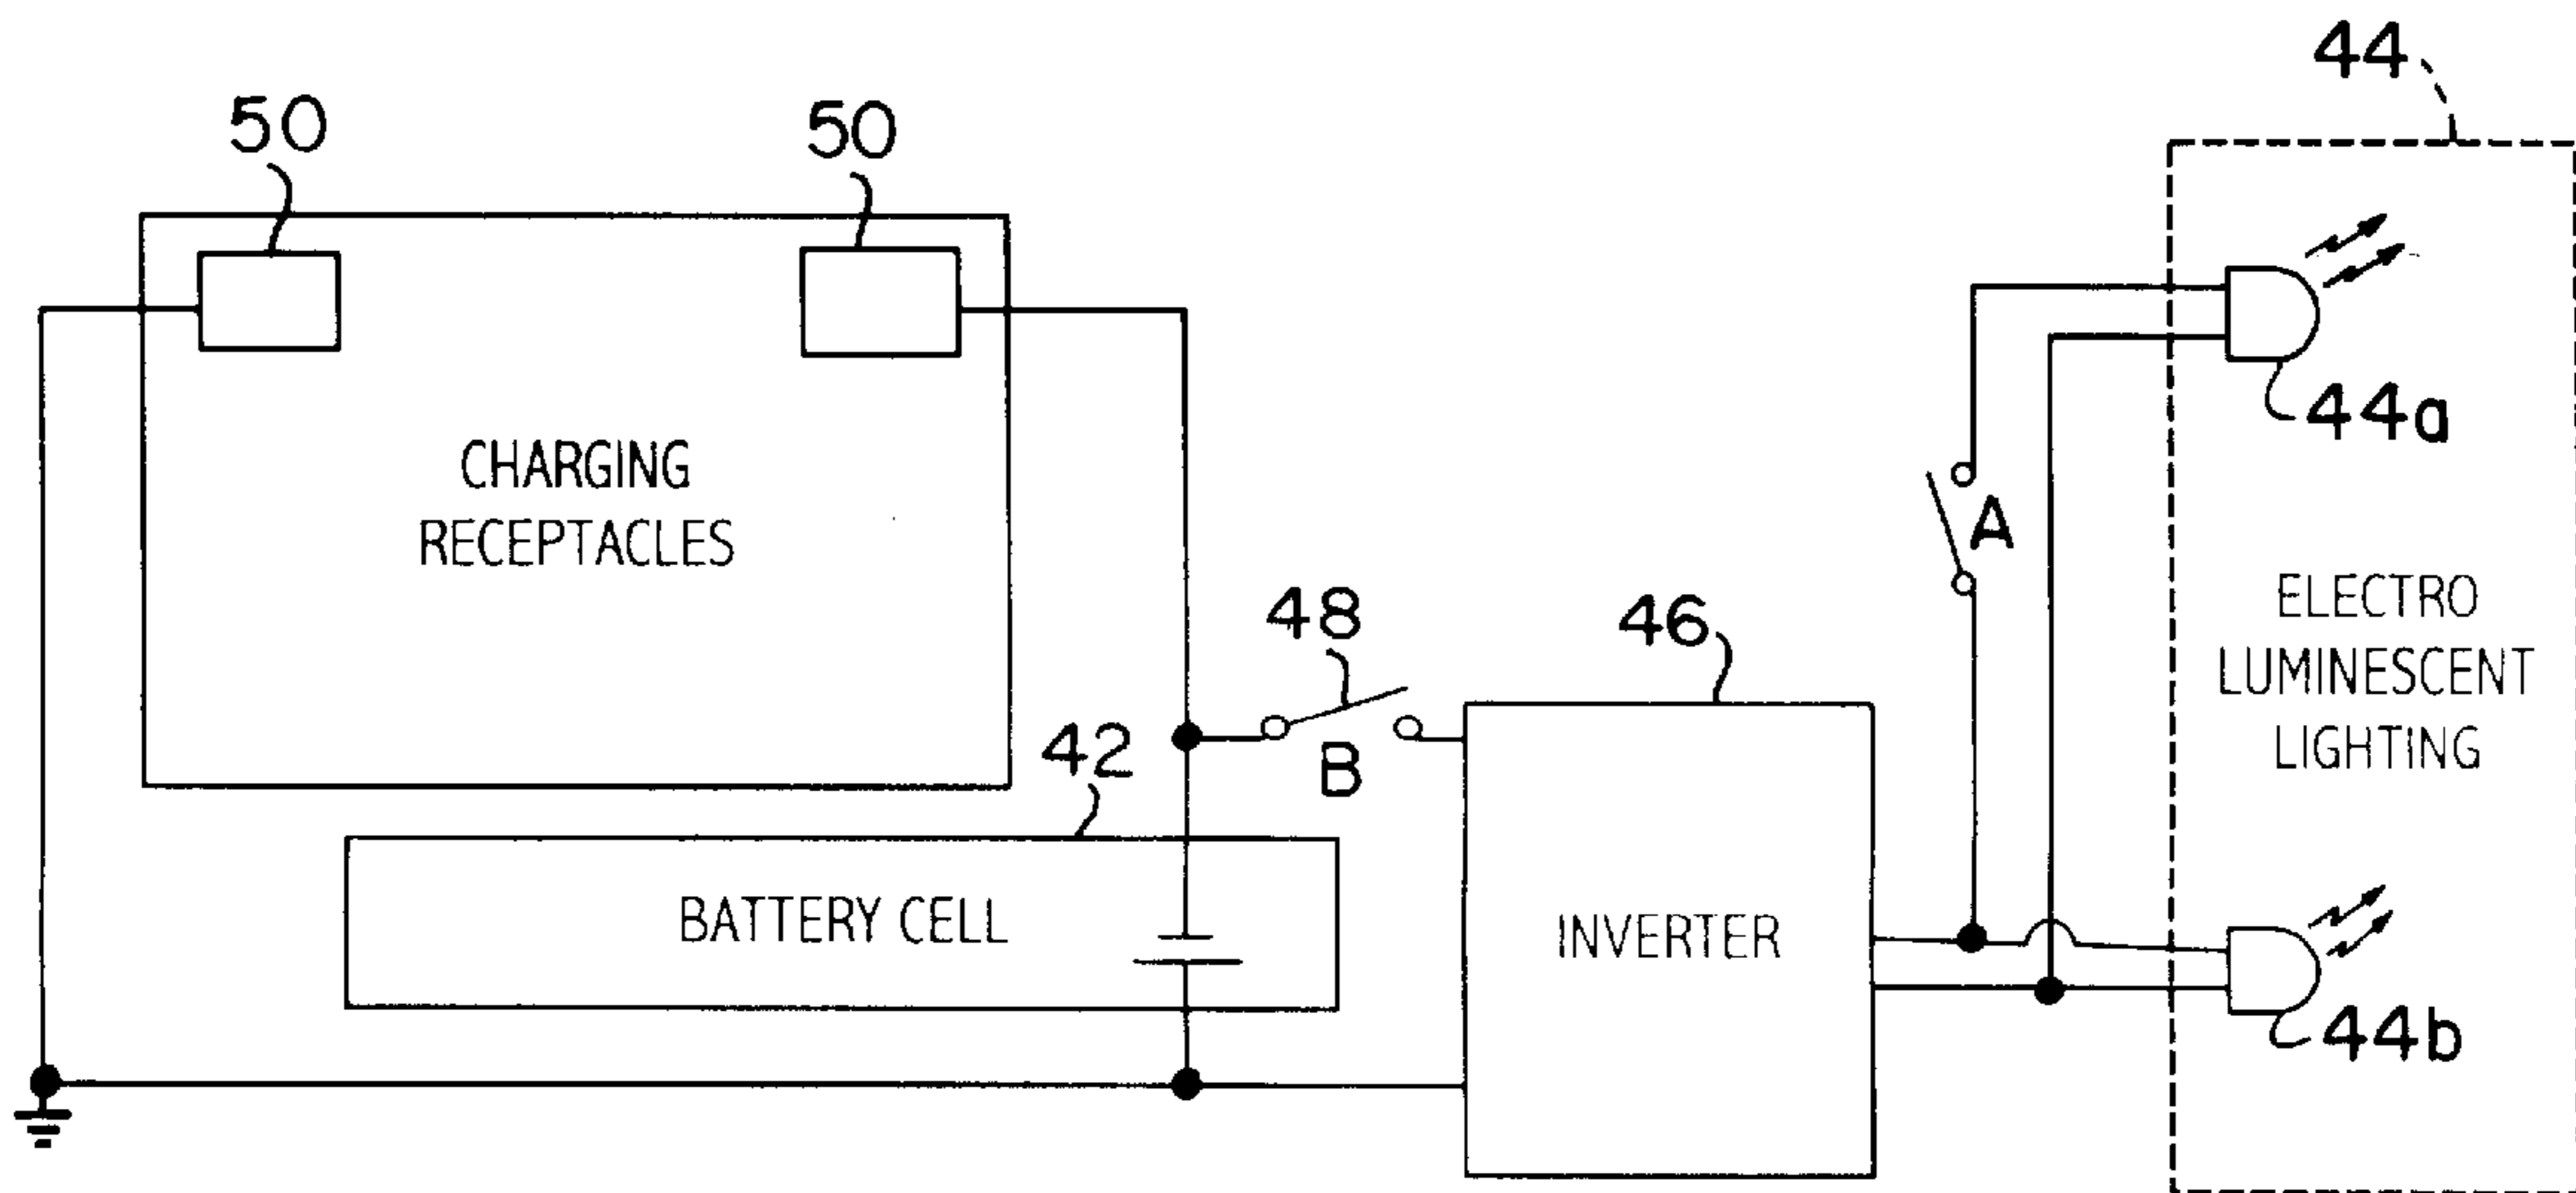 44
50
50
44a
CHARGING
RECEPTACLES
A
48
46
ELECTRO
LUMINESCENT
LIGHTING
42
B
BATTERY CELL
INVERTER
44b